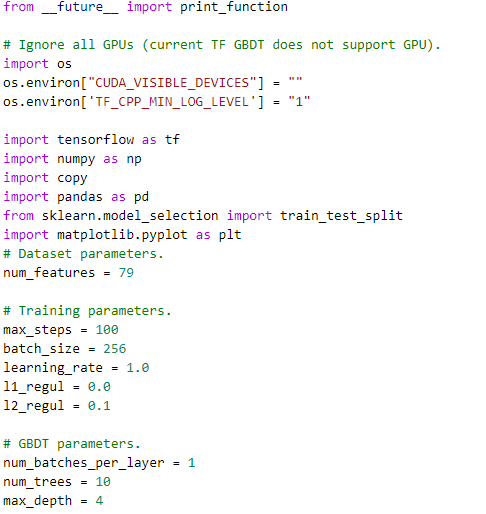 from __future__ import print_function
# Ignore all GPUs (current TF GBDT does not support GPU).
import os
os.environ["CUDA_VISIBLE_DEVICES"] = ""
os.environ['TF_CPP_MIN_LOG_LEVEL'] = "1"
import tensorflow as tf
import numpy as np
import copy
import pandas as pd
from sklearn.model_selection import train_test_split
import matplotlib.pyplot as plt
# Dataset parameters.
num_features = 79
# Training parameters.
max_steps = 100
batch_size = 256
learning_rate = 1.0
l1_regul = 0.0
l2_regul = 0.1
# GBDT parameters.
num_batches_per_layer = 1
num_trees = 10
max_depth = 4